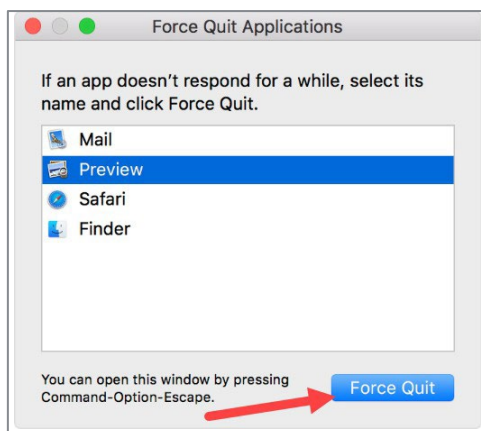 Force Quit Applications
If an app doesn’t respond for a while, select its
name and click Force Quit.
Mail
Preview
Safari
Finder
You can open this window by pressing
Command-Option-Escape.
Force Quit